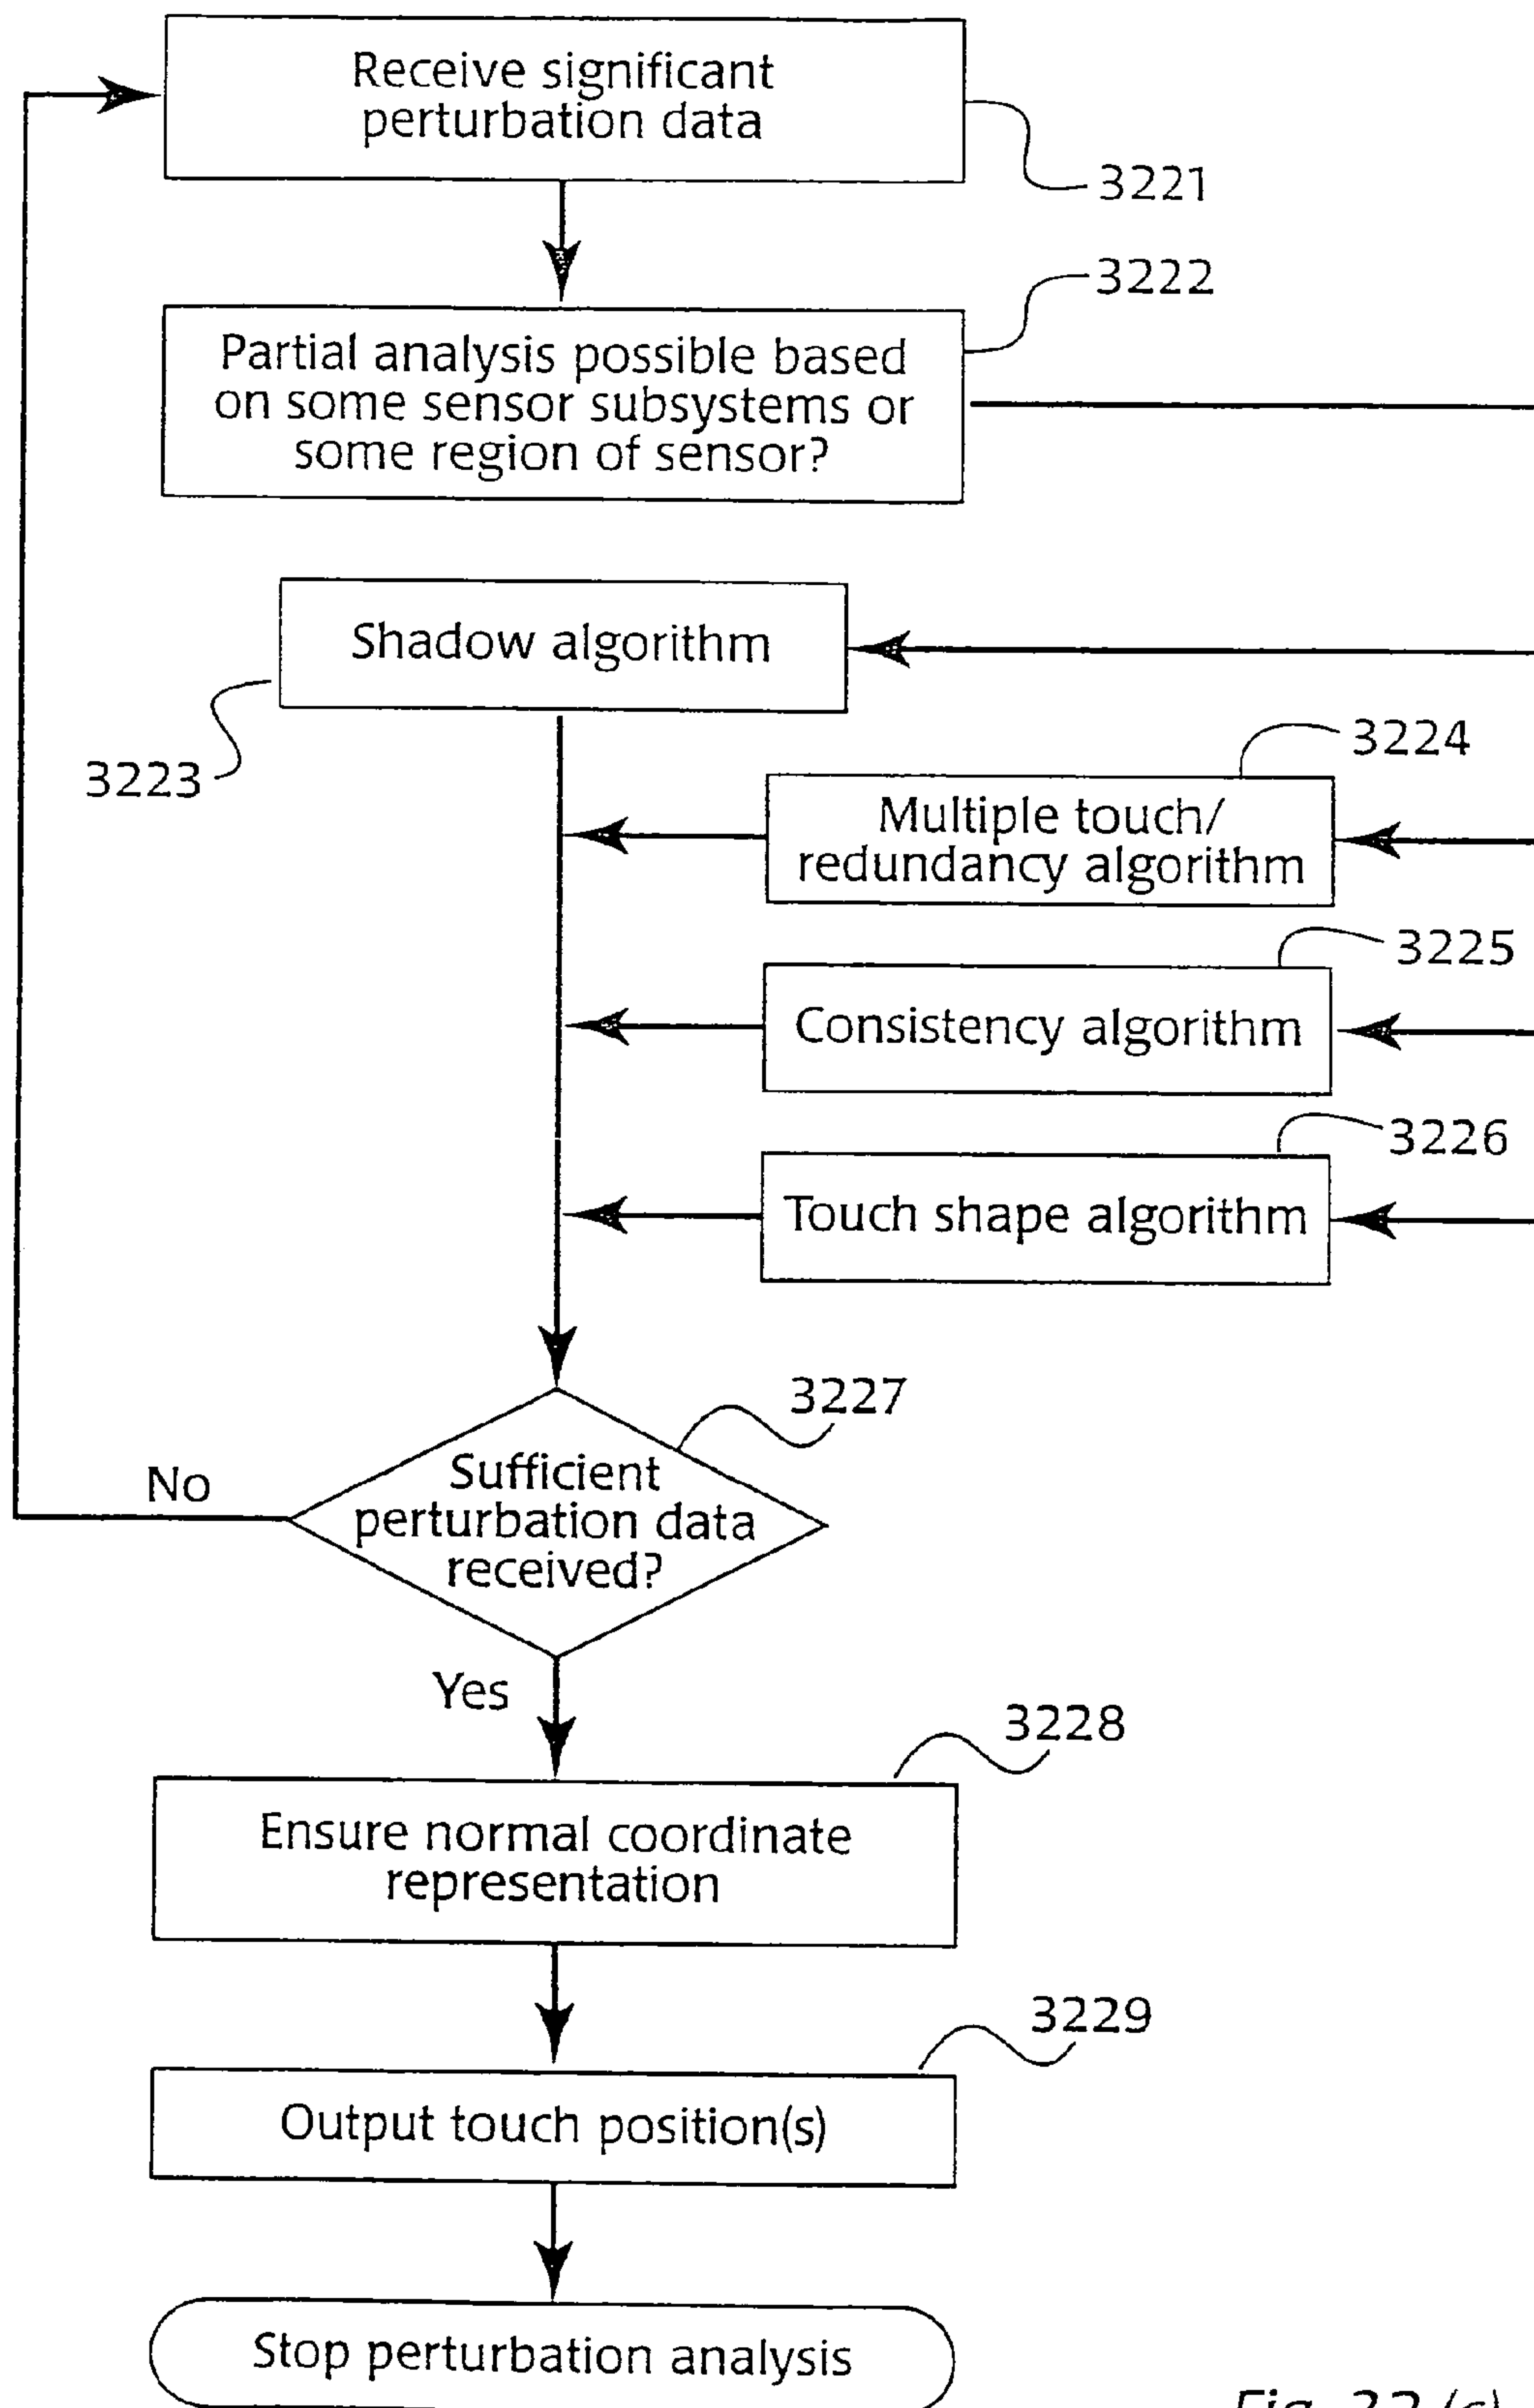 Receive significant
perturbation data
3221
3222
Partial analysis possible based
on some sensor subsystems or
some region of sensor?
Shadow algorithm
3223
3224
Multiple touch/
redundancy algorithm
3225
Consistency algorithm
3226
Touch shape algorithm
3227
Sufficient
perturbation data
received?
No
Yes
3228
Ensure normal coordinate
representation
3229
Output touch position(s)
Stop perturbation analysis